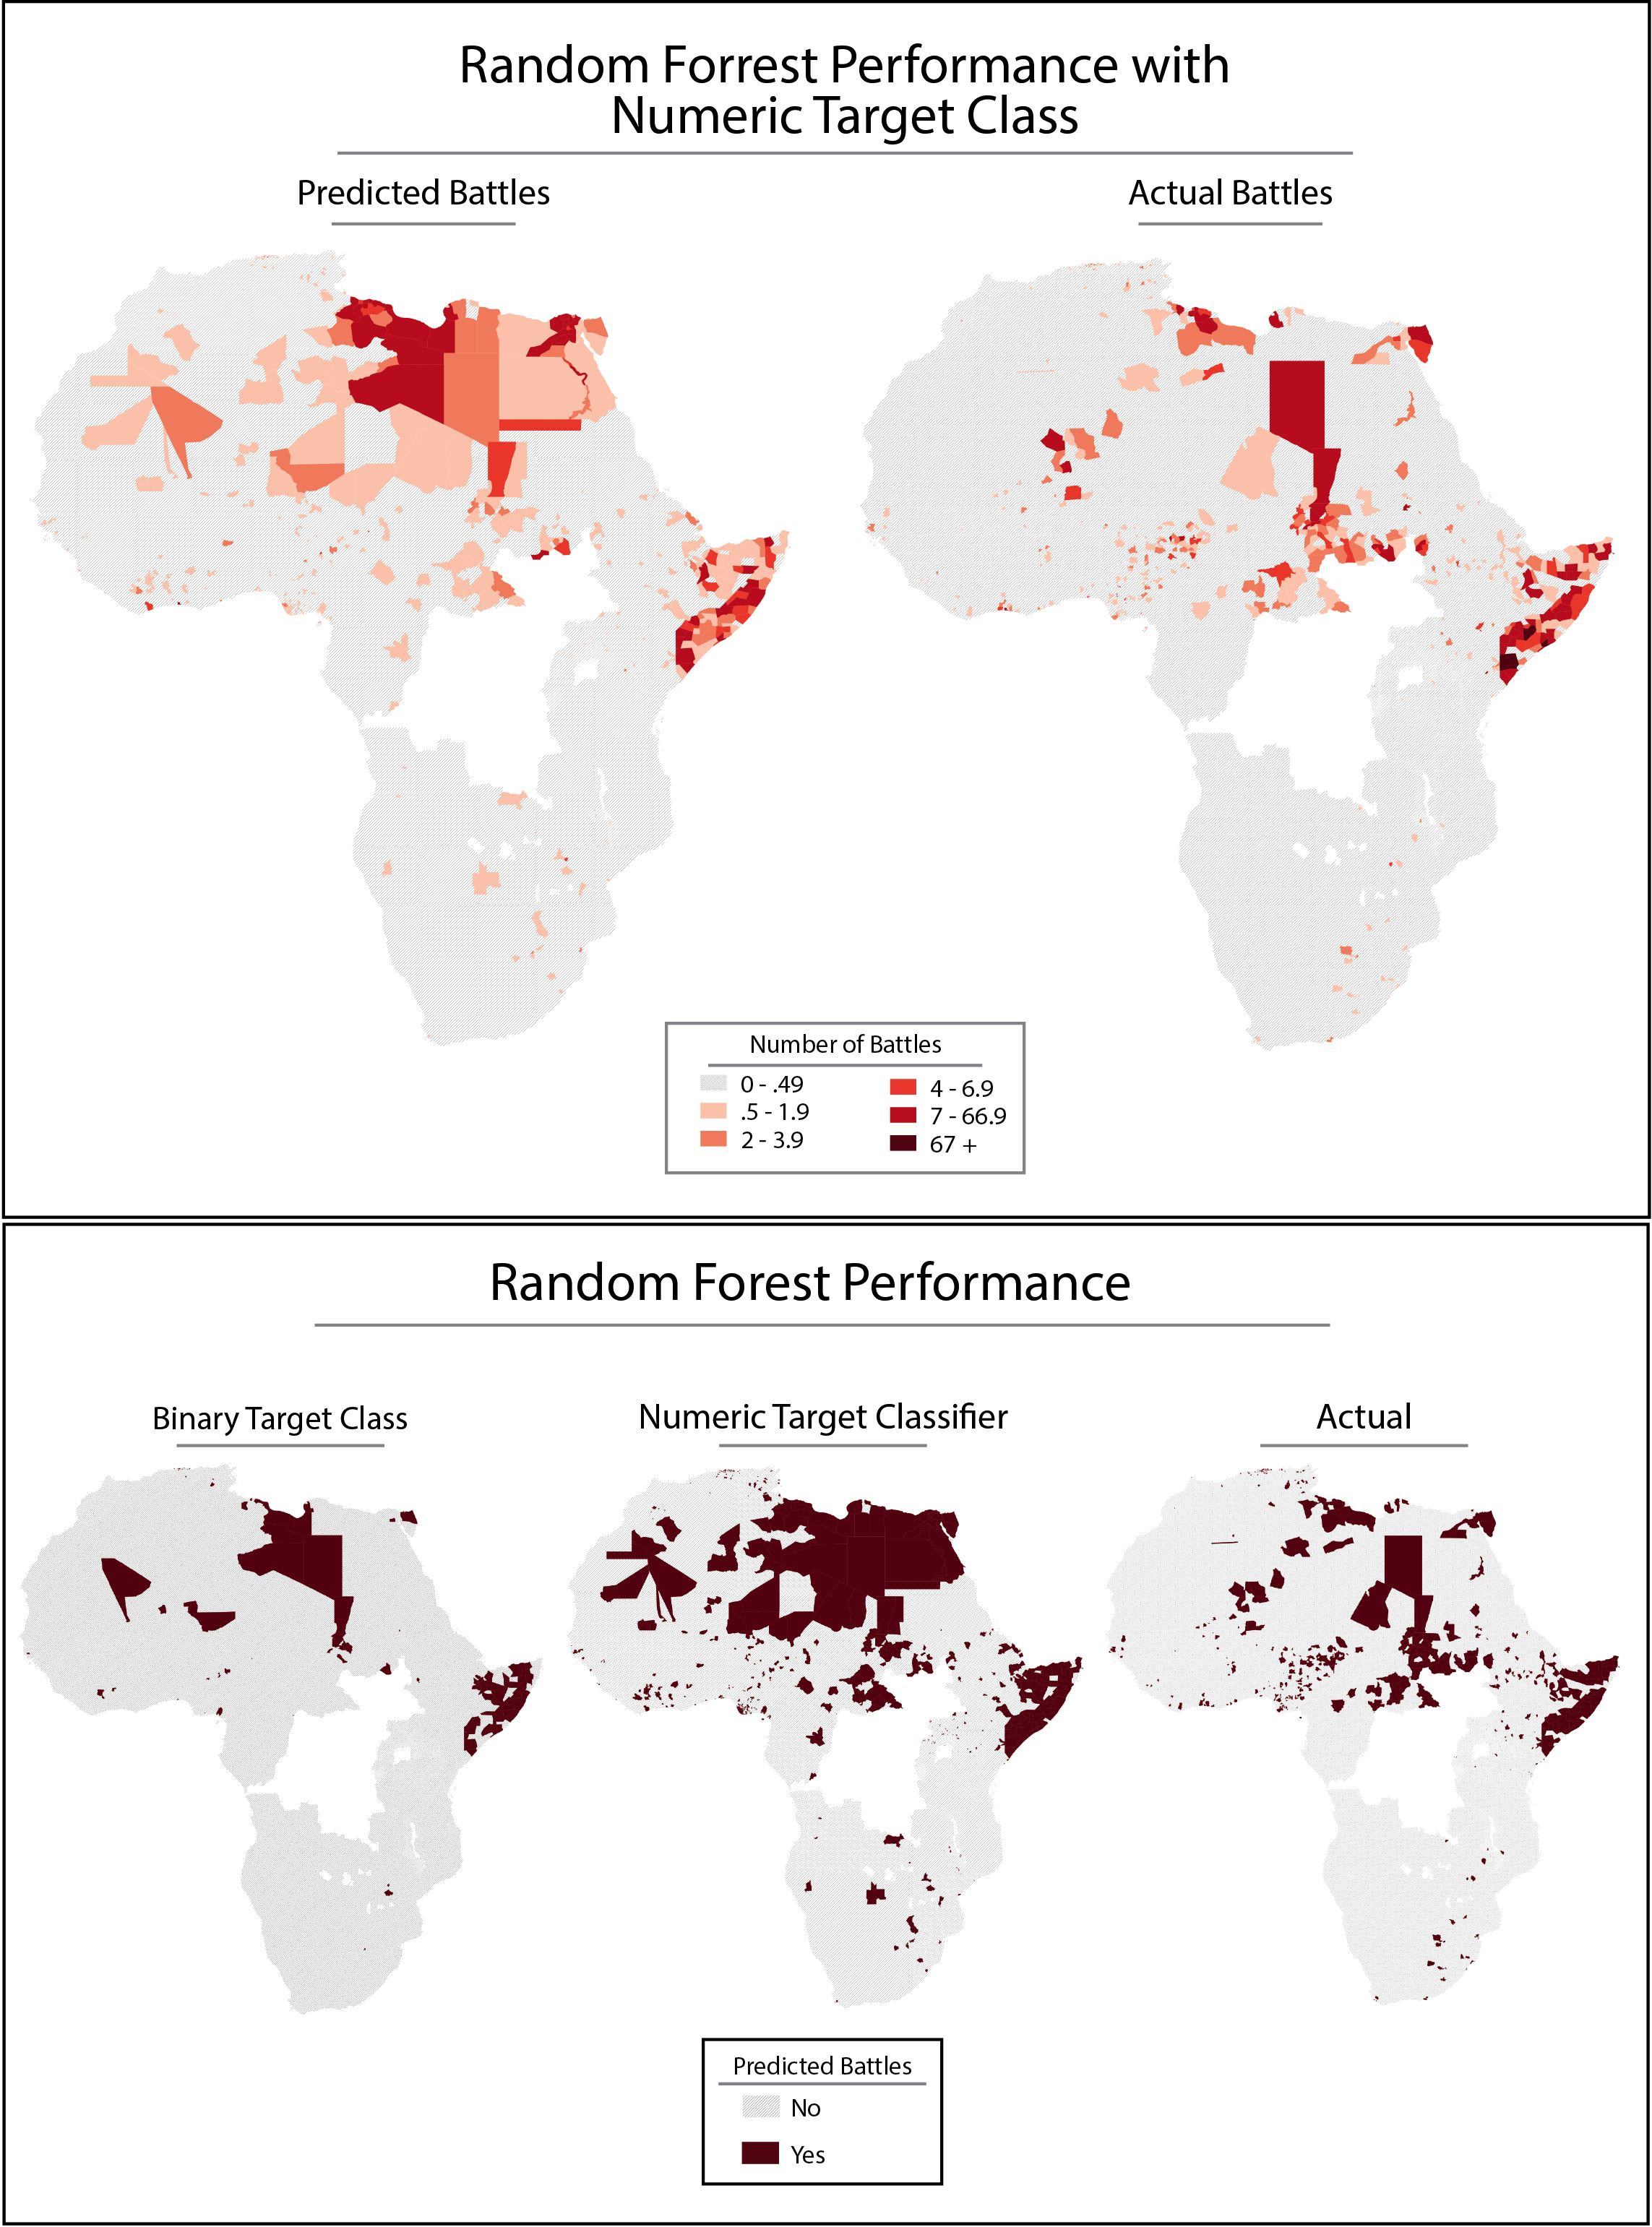 Random Forrest Performance with
Numeric Target Class
Predicted Battles
Actual Battles
Number of Battles
0 - .49
.5 - 1.9
2 - 3.9
4 - 6.9
7 - 66.9
67 +
Random Forest Performance
Binary Target Class
Numeric Target Classifier
Actual
Predicted Battles
No
Yes